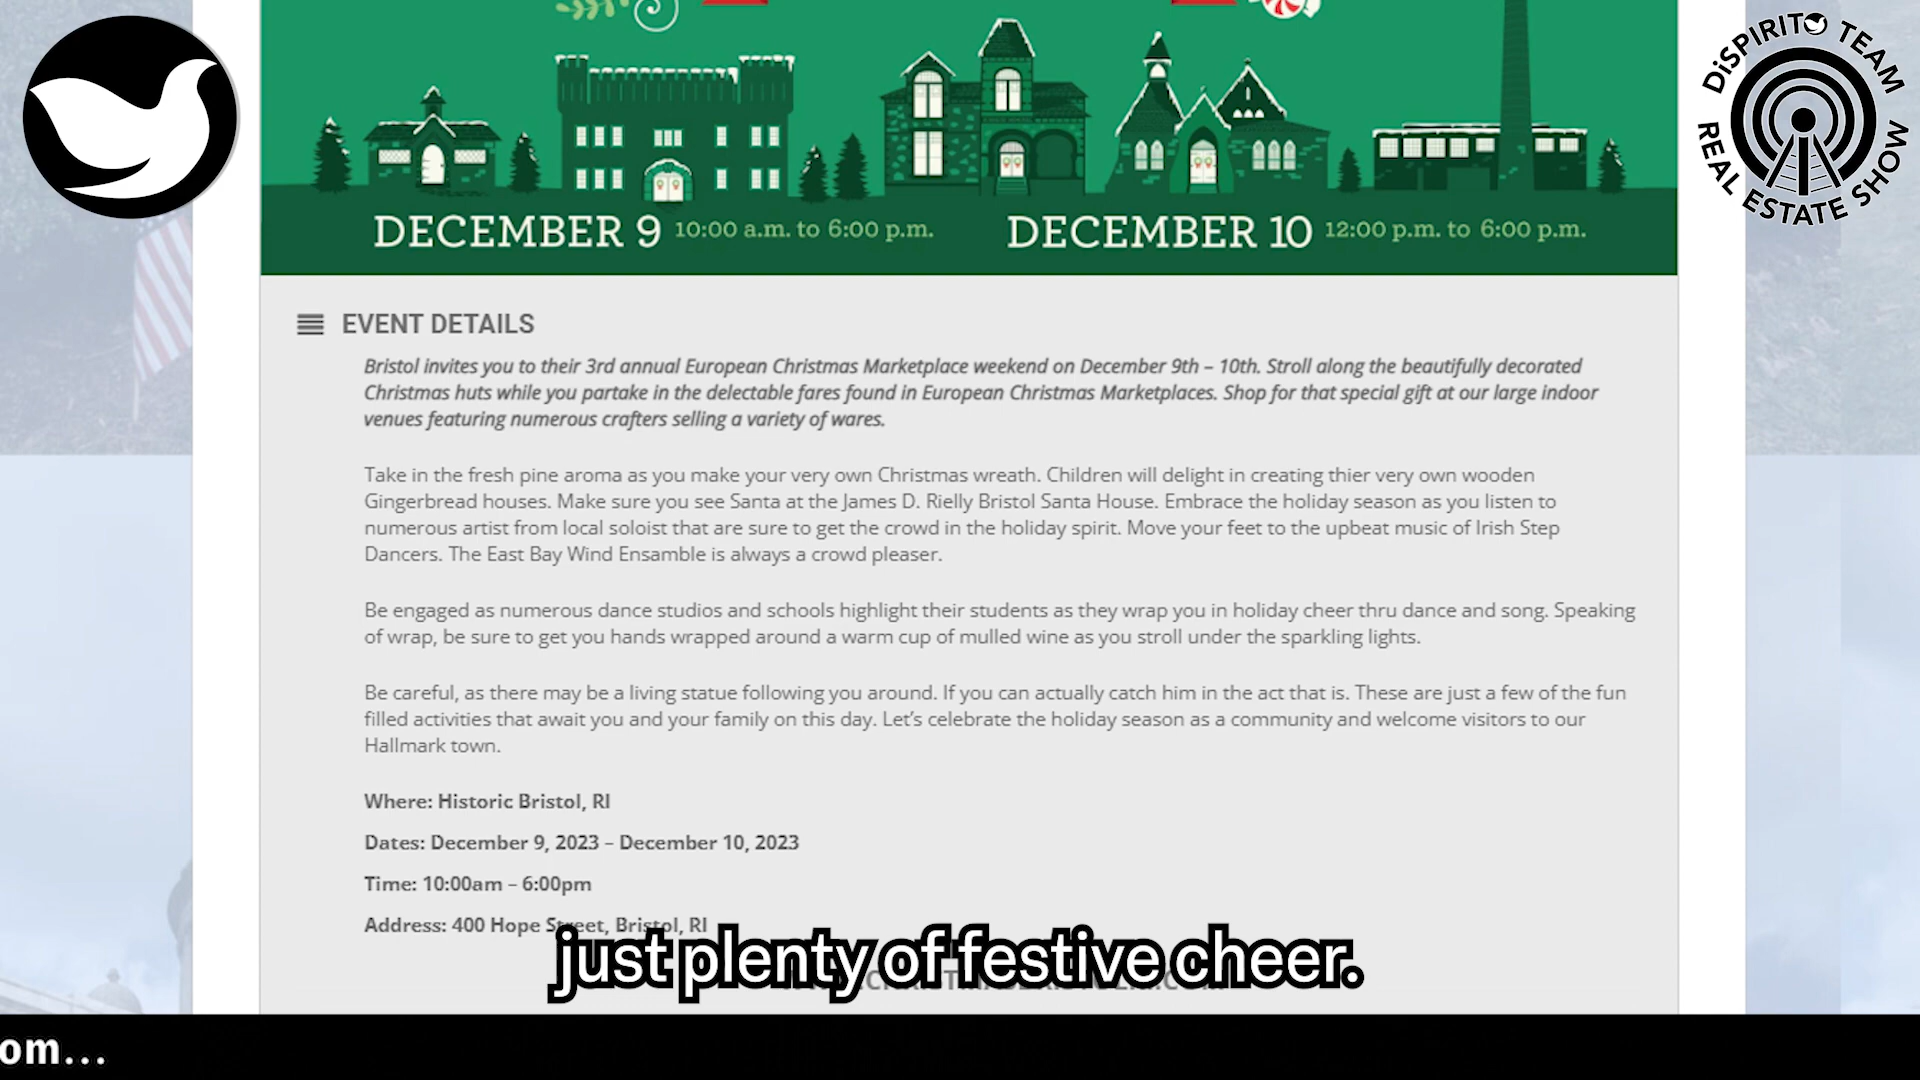 DiSPIRITO TEAM
REAL ESTATE SHOW
DECEMBER 9 10:00 a.m. to 6:00 p.m. DECEMBER 10 12:00 p.m. to 6:00 p.m.
EVENT DETAILS
Bristol invites you to their 3rd annual European Christmas Marketplace weekend on December 9th – 10th. Stroll along the beautifully decorated
Christmas huts while you partake in the delectable fares found in European Christmas Marketplaces. Shop for that special gift at our large indoor
venues featuring numerous crafters selling a variety of wares.
Take in the fresh pine aroma as you make your very own Christmas wreath. Children will delight in creating thier very own wooden
Gingerbread houses. Make sure you see Santa at the James D. Rielly Bristol Santa House. Embrace the holiday season as you listen to
numerous artist from local soloist that are sure to get the crowd in the holiday spirit. Move your feet to the upbeat music of Irish Step
Dancers. The East Bay Wind Ensamble is always a crowd pleaser.
Be engaged as numerous dance studios and schools highlight their students as they wrap you in holiday cheer thru dance and song. Speaking
of wrap, be sure to get you hands wrapped around a warm cup of mulled wine as you stroll under the sparkling lights.
Be careful, as there may be a living statue following you around. If you can actually catch him in the act that is. These are just a few of the fun
filled activities that await you and your family on this day. Let's celebrate the holiday season as a community and welcome visitors to our
Hallmark town.
Where: Historic Bristol, RI
Dates: December 9, 2023 – December 10, 2023
Time: 10:00am – 6:00pm
Address: 400 Hope Street, Bristol, RI
just plenty of festive cheer.
om...